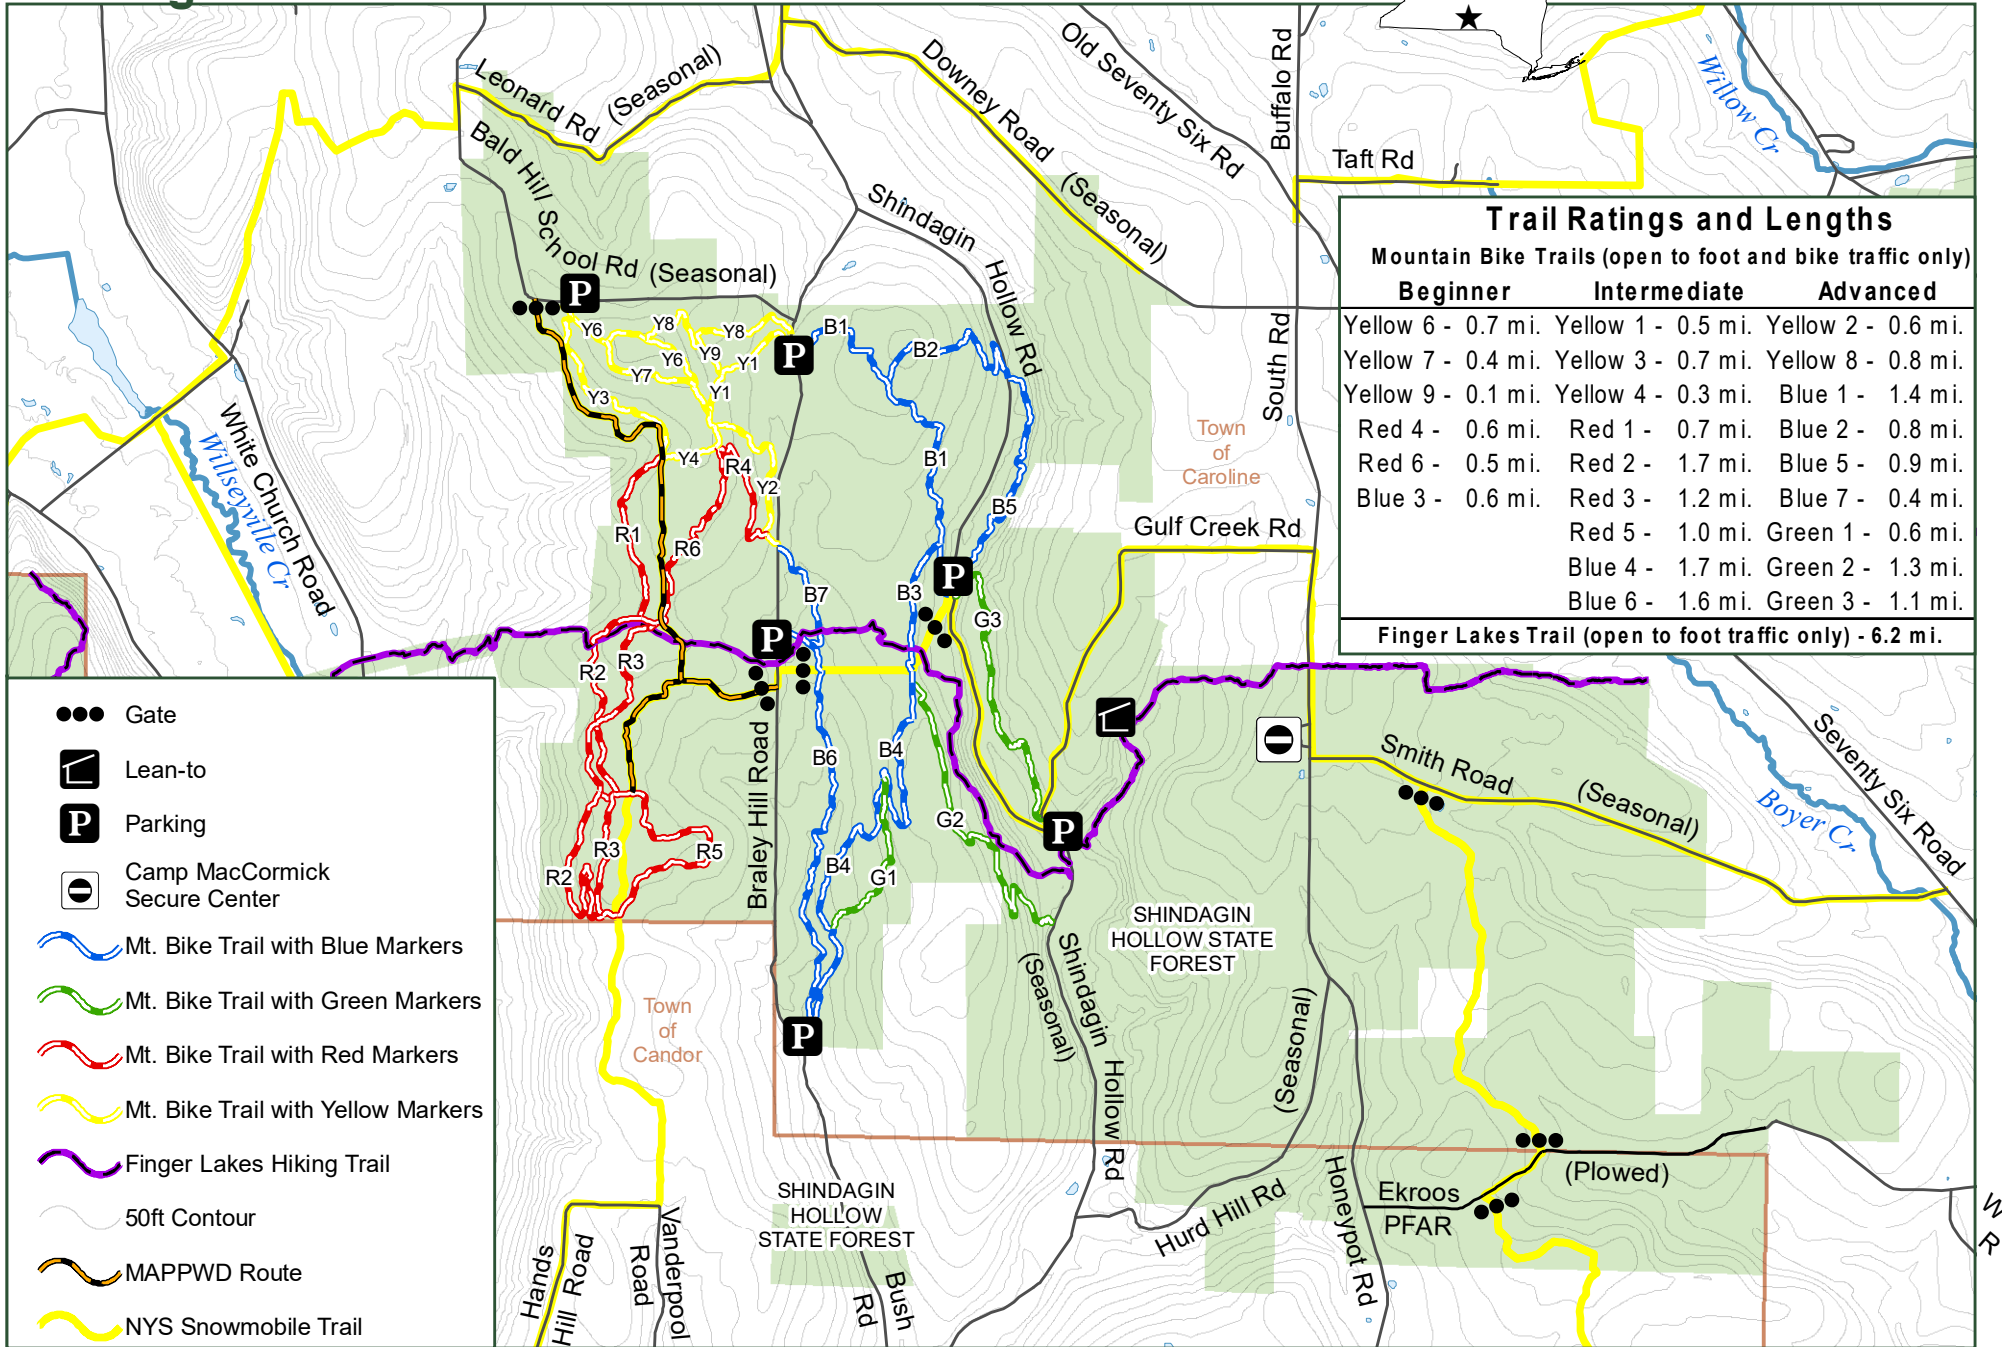 Leonard Rd
(Seasonal)
Bald Hill School Rd (Seasonal)
Downey Road
(Seasonal)
Old Seventy Six Rd
Buffalo Rd
Taft Rd
Willow Cr
Shindagin
Hollow Rd
South Rd
Town
of
Caroline
Gulf Creek Rd
White Church Road
Willseyville Cr
Y6
Y8
Y8
Y6
Y9
Y1
Y7
Y1
Y3
Y4
Y2
B1
B2
B1
B5
R4
R1
R6
B7
B3
G3
R2
R3
B6
B4
G2
R3
R5
R2
B4
G1
P
P
P
P
P
P
Braley Hill Road
Smith Road
(Seasonal)
Seventy Six Road
Boyer Cr
SHINDAGIN
HOLLOW STATE
FOREST
Shindagin
Hollow Rd
(Seasonal)
(Seasonal)
Town
of
Candor
SHINDAGIN
HOLLOW
STATE FOREST
Hands
Hill Road
Vanderpool
Road
Bush
Rd
Hurd Hill Rd
Honeypot Rd
Ekroos
PFAR
(Plowed)
W
R
Trail Ratings and Lengths
Mountain Bike Trails (open to foot and bike traffic only)
Beginner Intermediate Advanced
Yellow 6 - 0.7 mi. Yellow 1 - 0.5 mi. Yellow 2 - 0.6 mi.
Yellow 7 - 0.4 mi. Yellow 3 - 0.7 mi. Yellow 8 - 0.8 mi.
Yellow 9 - 0.1 mi. Yellow 4 - 0.3 mi. Blue 1 - 1.4 mi.
Red 4 - 0.6 mi. Red 1 - 0.7 mi. Blue 2 - 0.8 mi.
Red 6 - 0.5 mi. Red 2 - 1.7 mi. Blue 5 - 0.9 mi.
Blue 3 - 0.6 mi. Red 3 - 1.2 mi. Blue 7 - 0.4 mi.
Red 5 - 1.0 mi. Green 1 - 0.6 mi.
Blue 4 - 1.7 mi. Green 2 - 1.3 mi.
Blue 6 - 1.6 mi. Green 3 - 1.1 mi.
Finger Lakes Trail (open to foot traffic only) - 6.2 mi.
Gate
Lean-to
P Parking
Camp MacCormick
Secure Center
Mt. Bike Trail with Blue Markers
Mt. Bike Trail with Green Markers
Mt. Bike Trail with Red Markers
Mt. Bike Trail with Yellow Markers
Finger Lakes Hiking Trail
50ft Contour
MAPPWD Route
NYS Snowmobile Trail